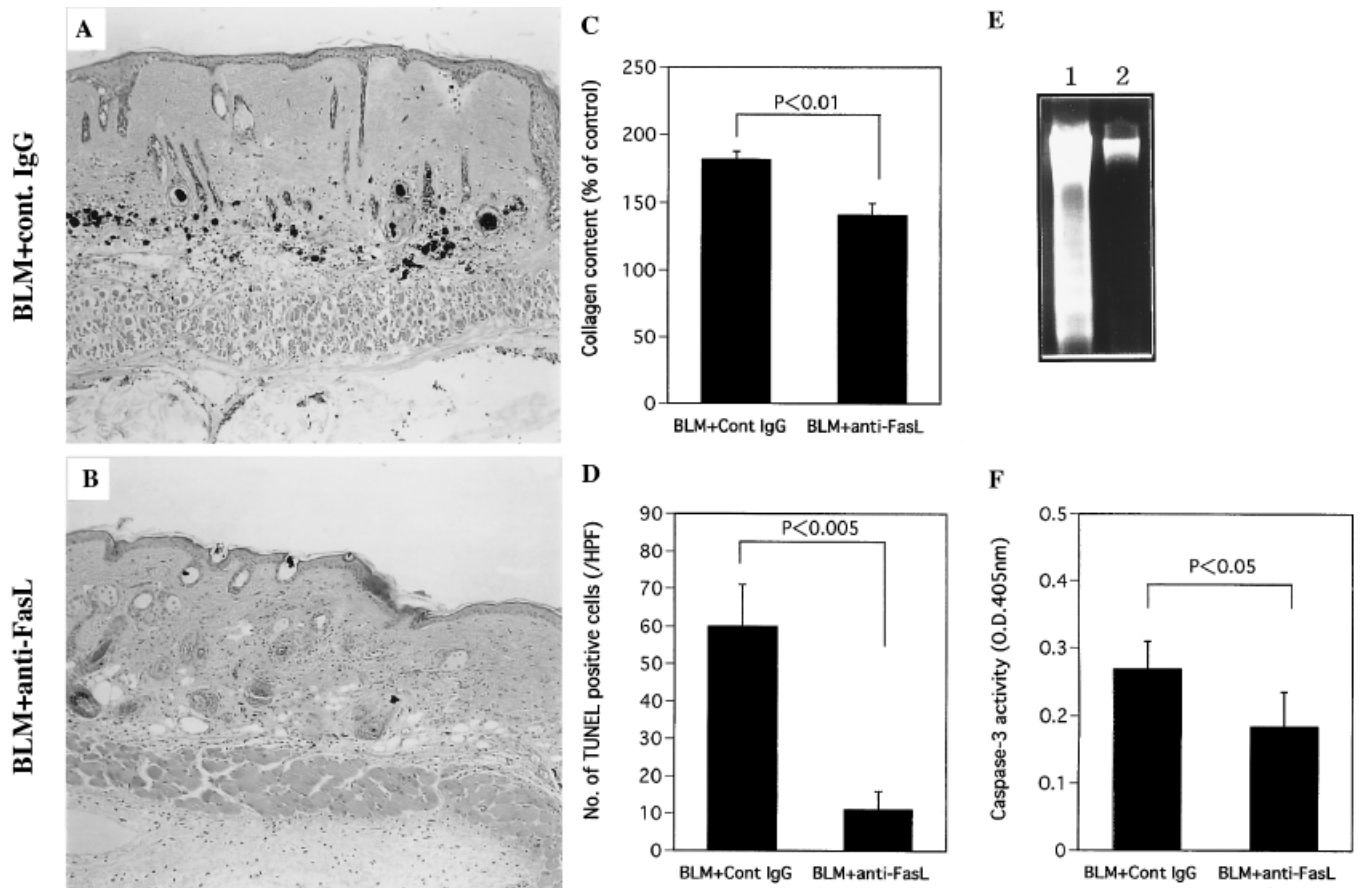 A
BLM+cont. IgG
B
BLM+anti-FasL
C
Collagen content (% of control)
250
200
150
100
50
0
P<0.01
BLM+Cont IgG BLM+anti-FasL
D
No. of TUNEL positive cells (/HPF)
90
80
70
60
50
40
30
20
10
0
P<0.005
BLM+Cont IgG BLM+anti-FasL
E
1 2
F
Caspase-3 activity (O.D.405nm)
0.5
0.4
0.3
0.2
0.1
0
P<0.05
BLM+Cont IgG BLM+anti-FasL